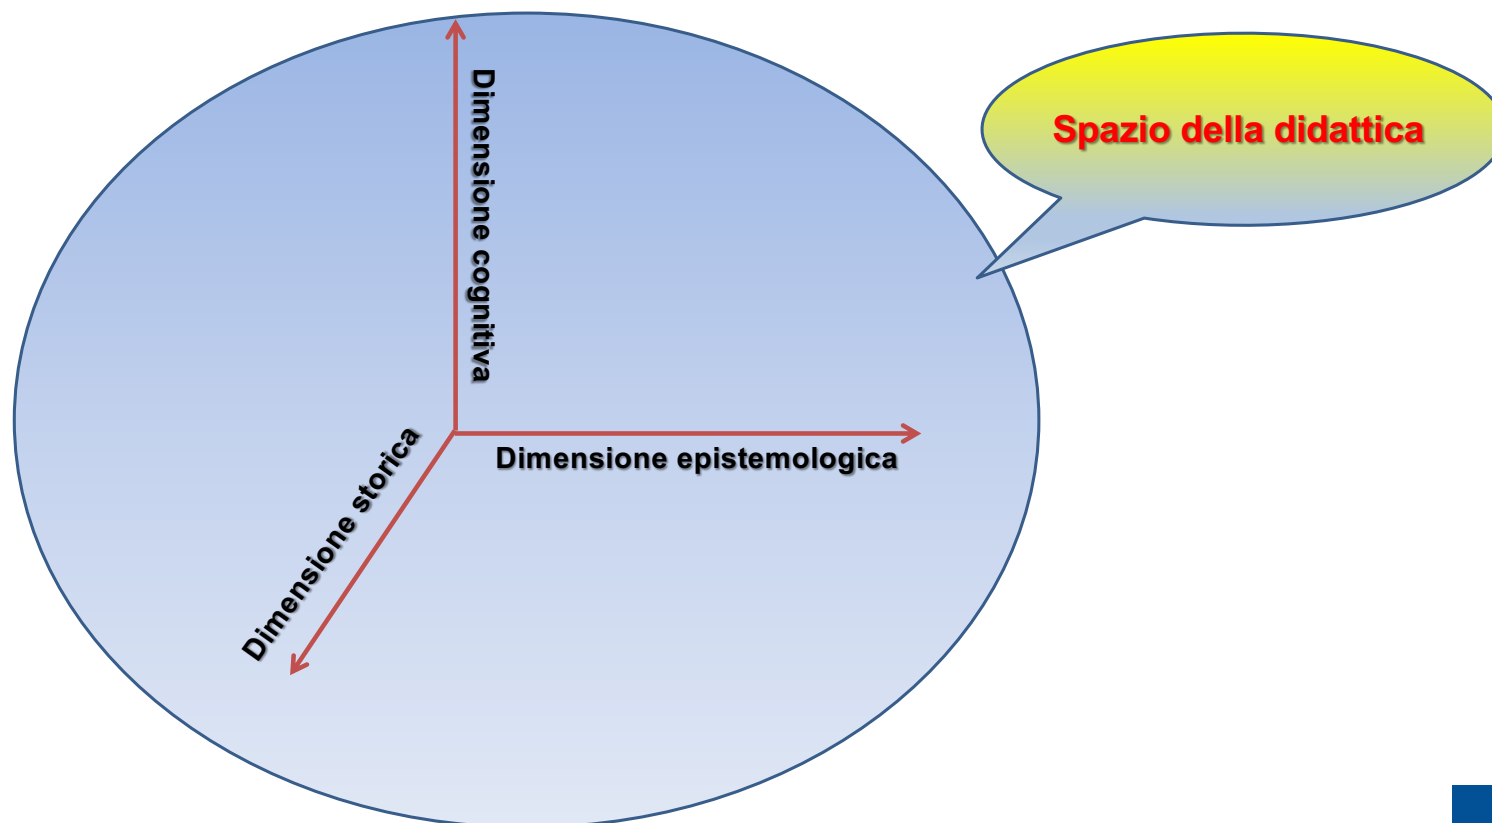 Spazio della didattica
Dimensione cognitiva
Dimensione epistemologica
Dimensione storica